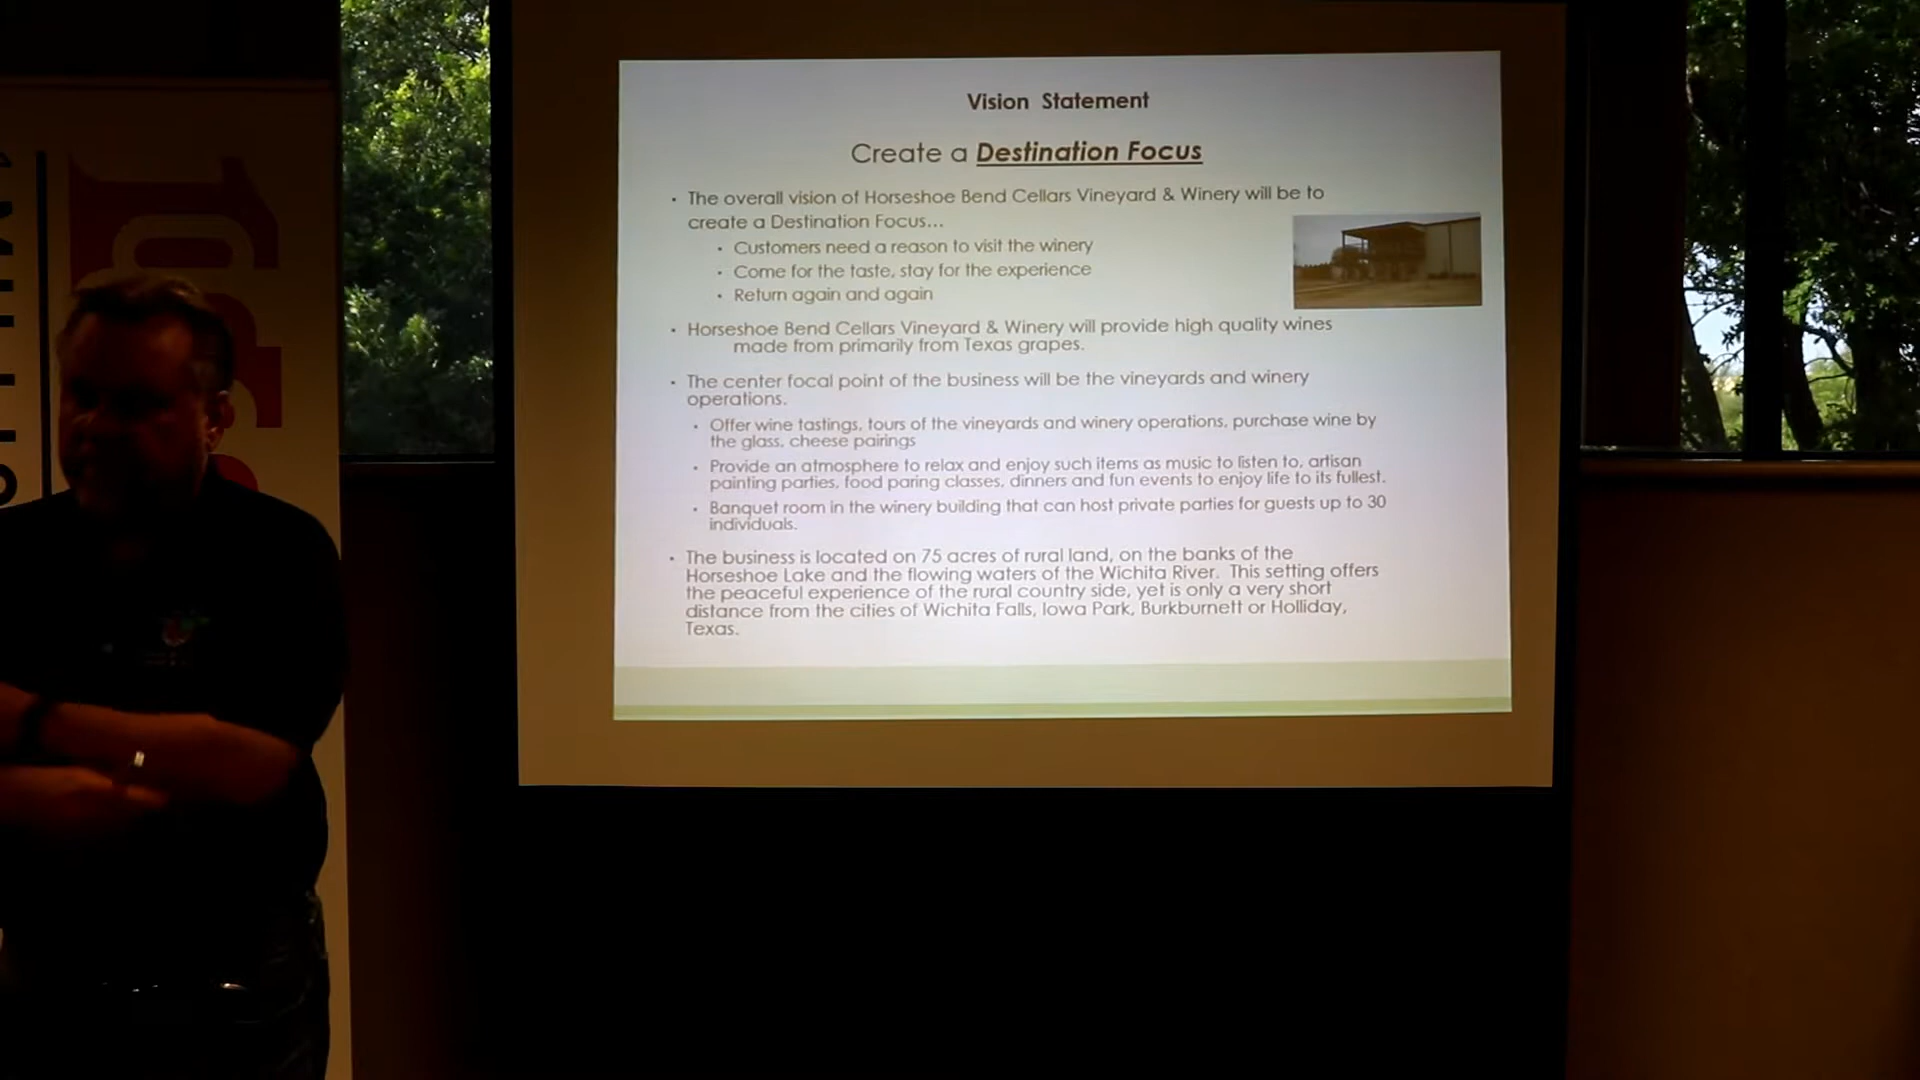 Vision Statement
Create a Destination Focus
• The overall vision of Horseshoe Bend Cellars Vineyard & Winery will be to
create a Destination Focus...
• Customers need a reason to visit the winery
• Come for the taste, stay for the experience
• Return again and again
• Horseshoe Bend Cellars Vineyard & Winery will provide high quality wines
made from primarily from Texas grapes.
• The center focal point of the business will be the vineyards and winery
operations.
• Offer wine tastings, tours of the vineyards and winery operations, purchase wine by
the glass, cheese pairings
• Provide an atmosphere to relax and enjoy such items as music to listen to, artisan
painting parties, food paring classes, dinners and fun events to enjoy life to its fullest.
• Banquet room in the winery building that can host private parties for guests up to 30
individuals.
• The business is located on 75 acres of rural land, on the banks of the
Horseshoe Lake and the flowing waters of the Wichita River. This setting offers
the peaceful experience of the rural country side, yet is only a very short
distance from the cities of Wichita Falls, Iowa Park, Burkburnett or Holliday,
Texas.